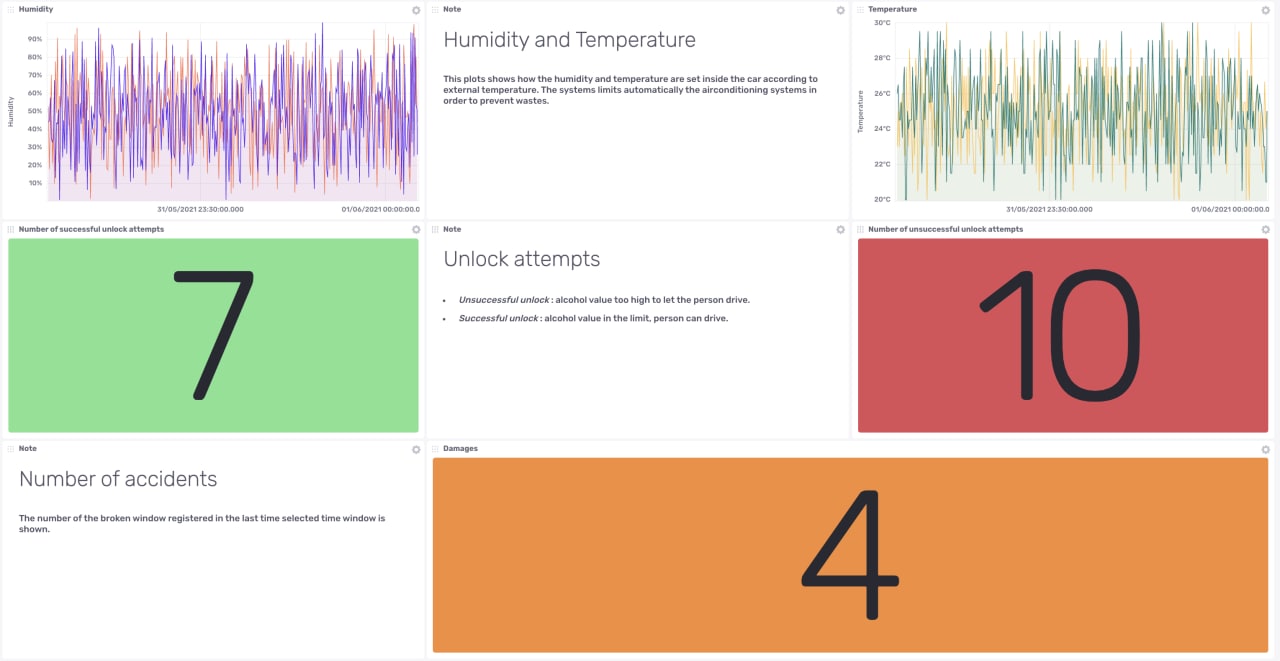 Humidity
90%
80%
70%
60%
50%
40%
30%
20%
10%
Humidity
31/05/2021 23:30:00.000
01/06/2021 00:00:00.0
Note
Humidity and Temperature
This plots shows how the humidity and temperature are set inside the car according to
external temperature. The systems limits automatically the airconditioning systems in
order to prevent wastes.
Temperature
30°C
28°C
26°C
24°C
22°C
20°C
Temperature
31/05/2021 23:30:00.000
01/06/2021 00:00:00.0
Number of successful unlock attempts
7
Note
Unlock attempts
• Unsuccessful unlock : alcohol value too high to let the person drive.
• Successful unlock : alcohol value in the limit, person can drive.
Number of unsuccessful unlock attempts
10
Note
Number of accidents
The number of the broken window registered in the last time selected time window is
shown.
Damages
4